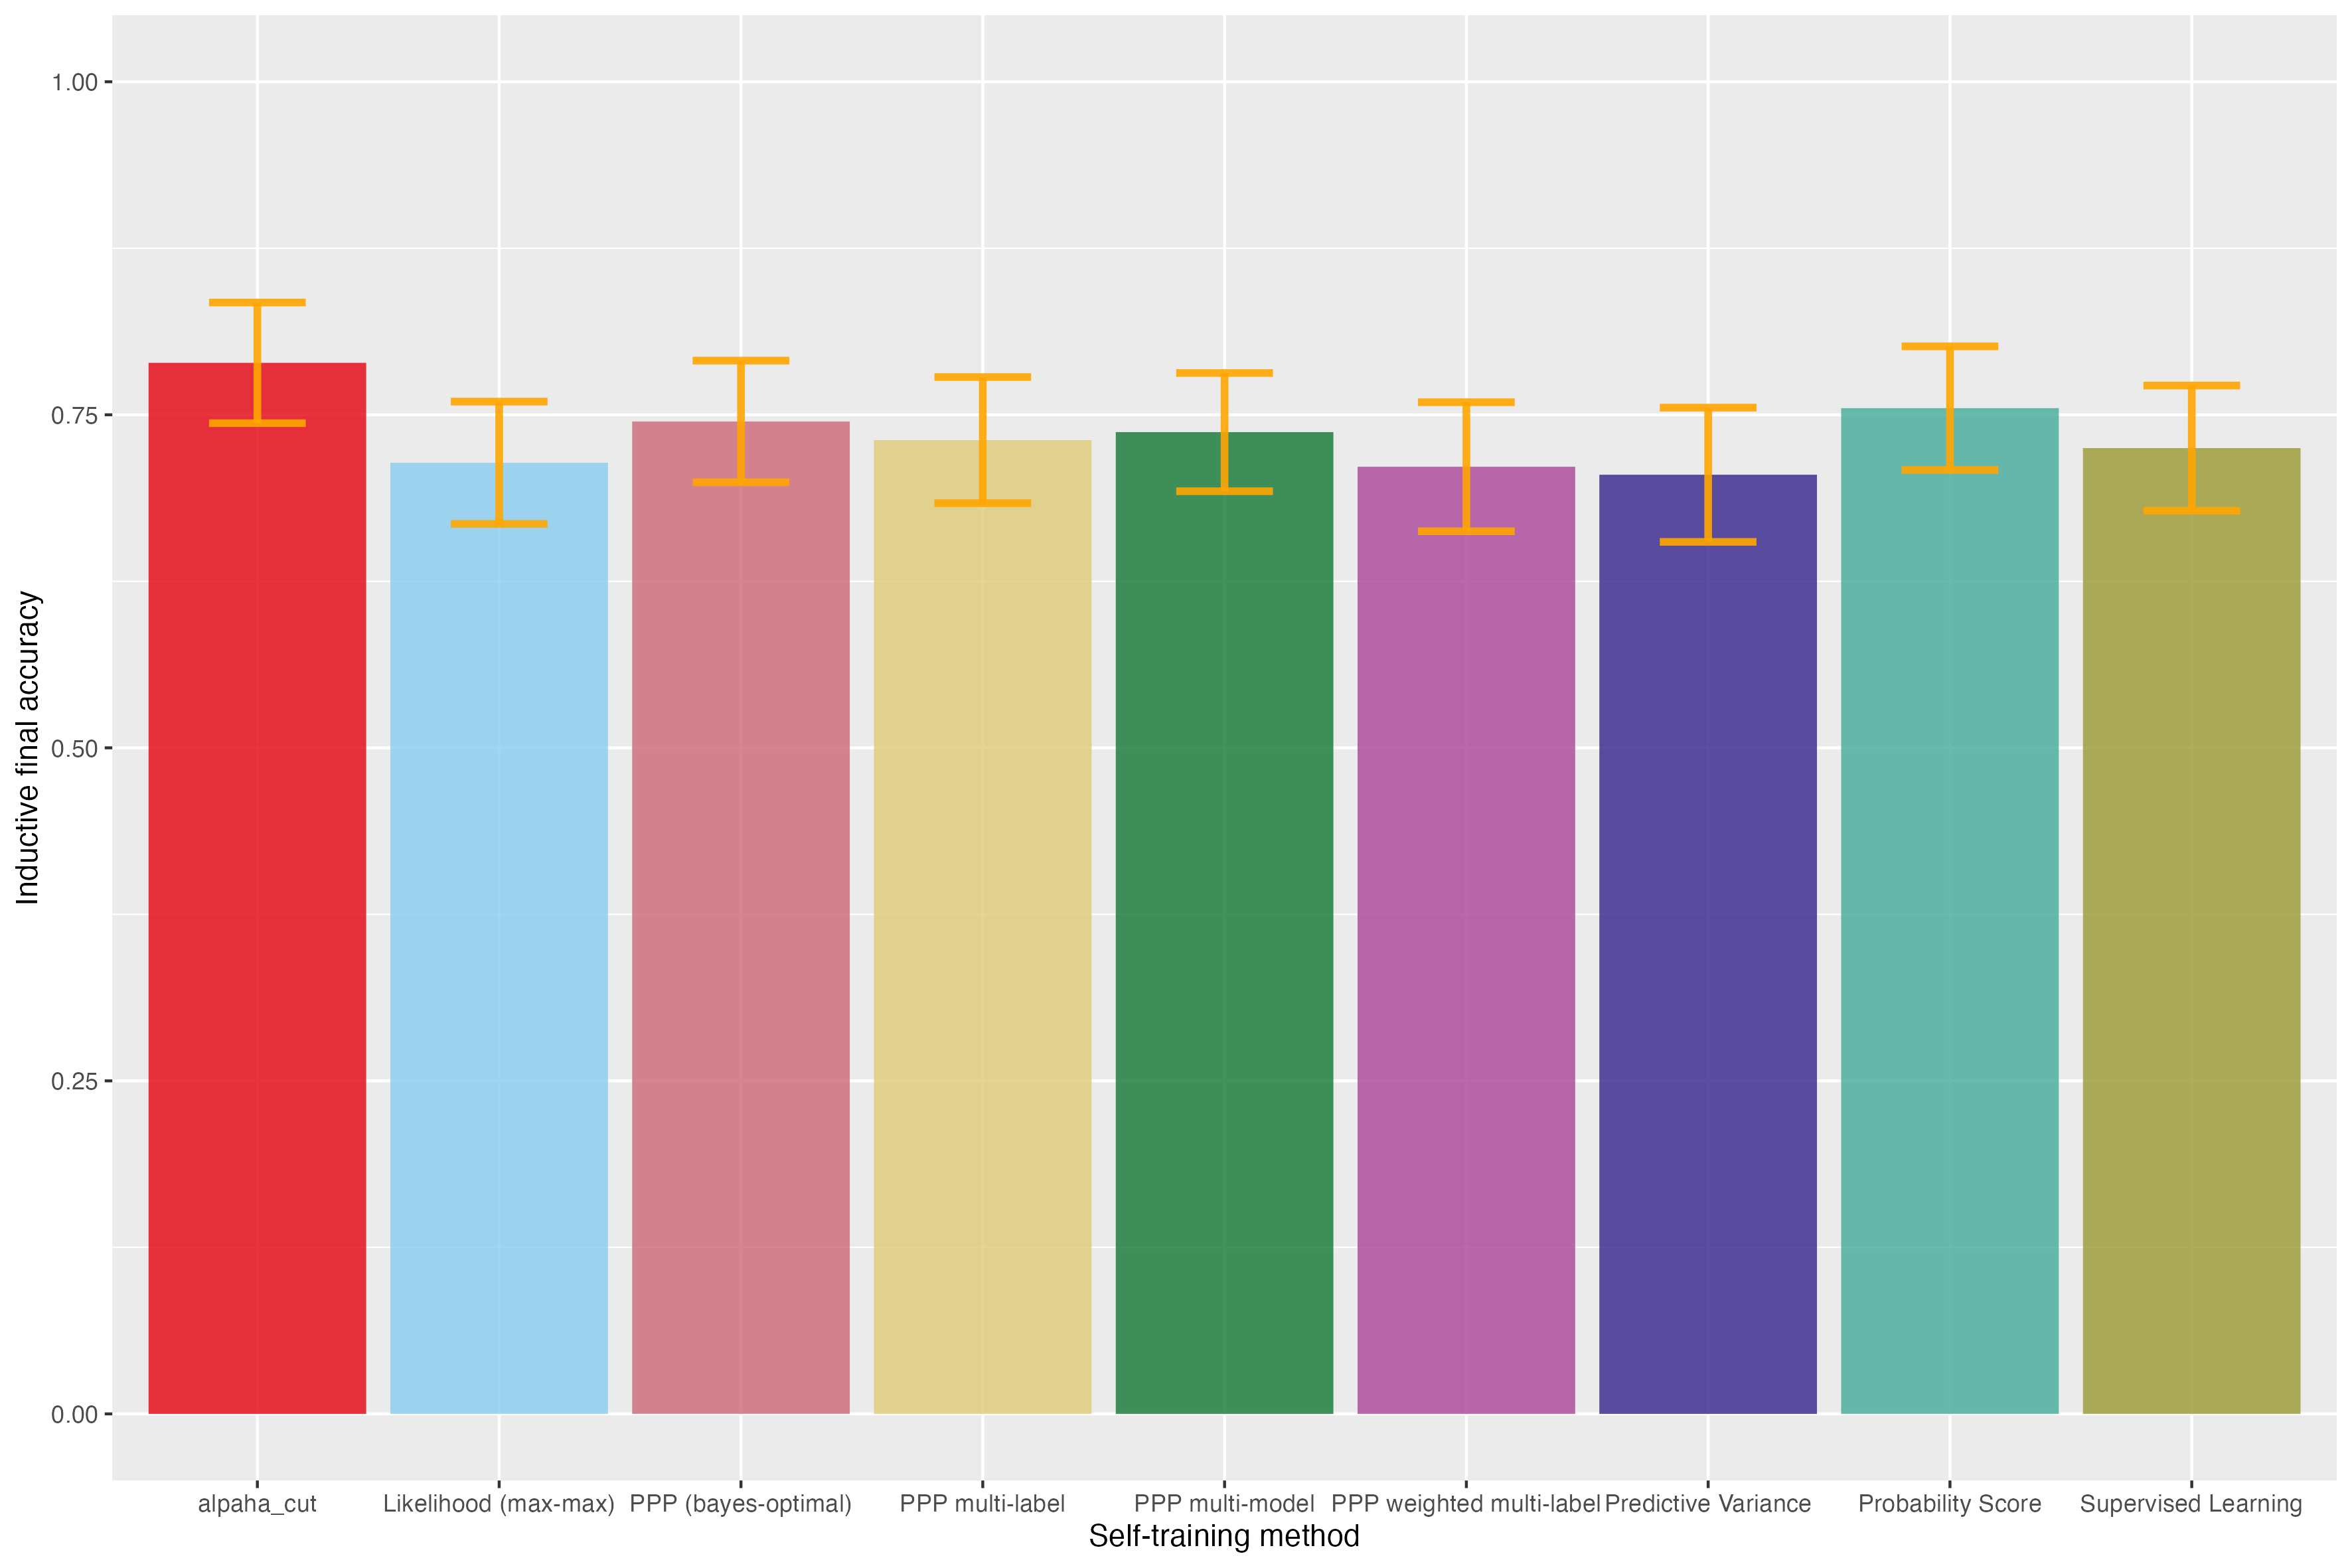 1.00
0.75
0.50
0.25
0.00
Inductive final accuracy
alpaha_cut Likelihood (max-max) PPP (bayes-optimal) PPP multi-label PPP multi-model PPP weighted multi-label Predictive Variance Probability Score Supervised Learning
Self-training method